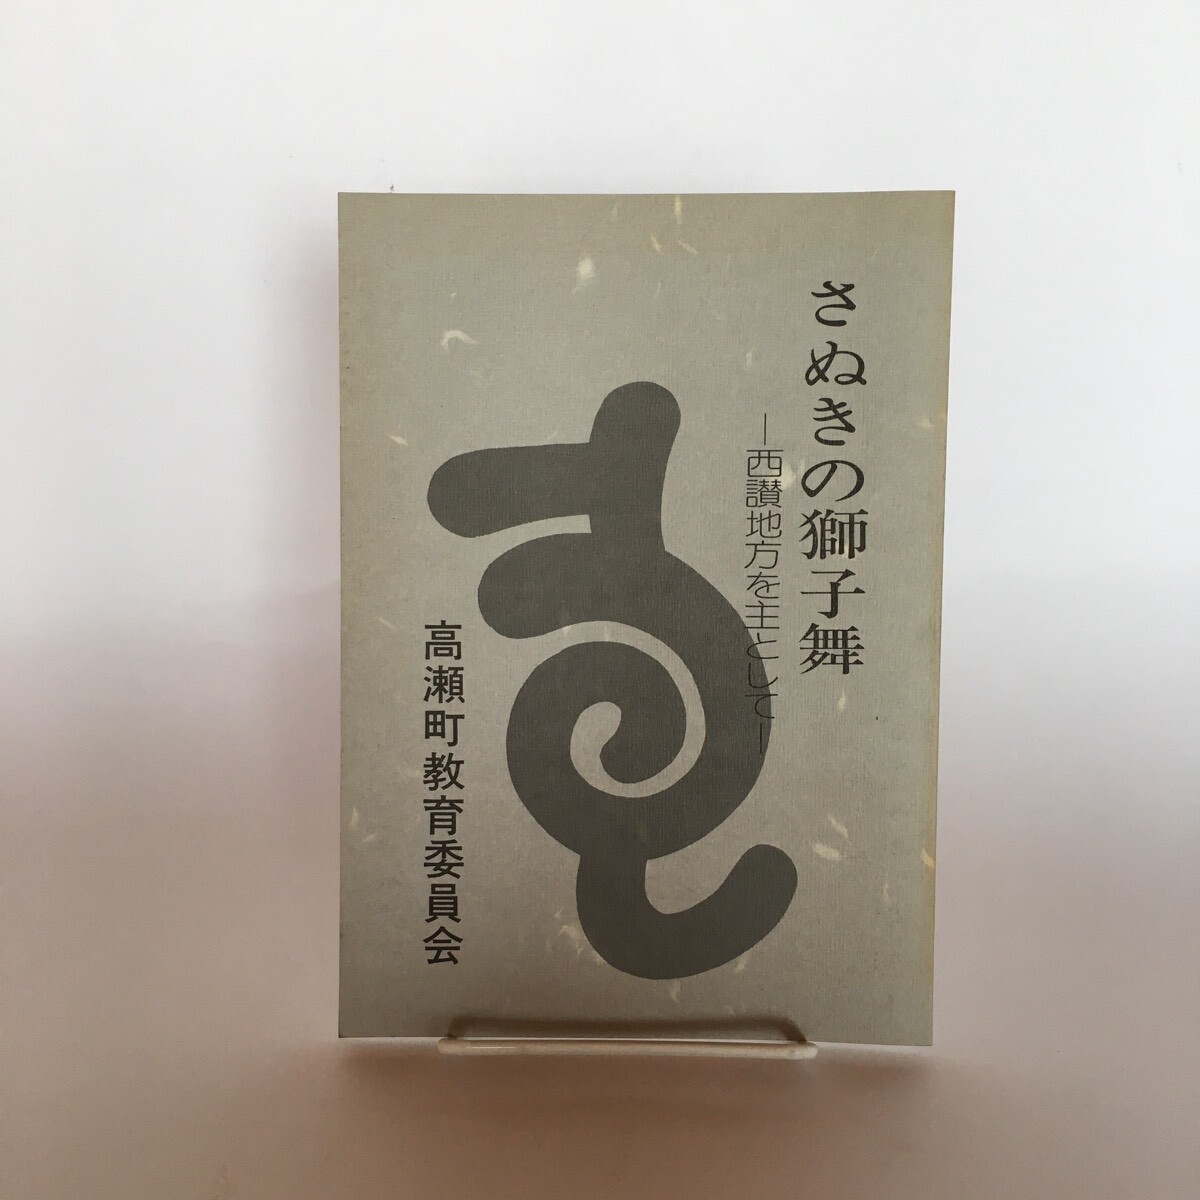 さぬきの獅子舞
―西讃地方を主として―
高瀬町教育委員会